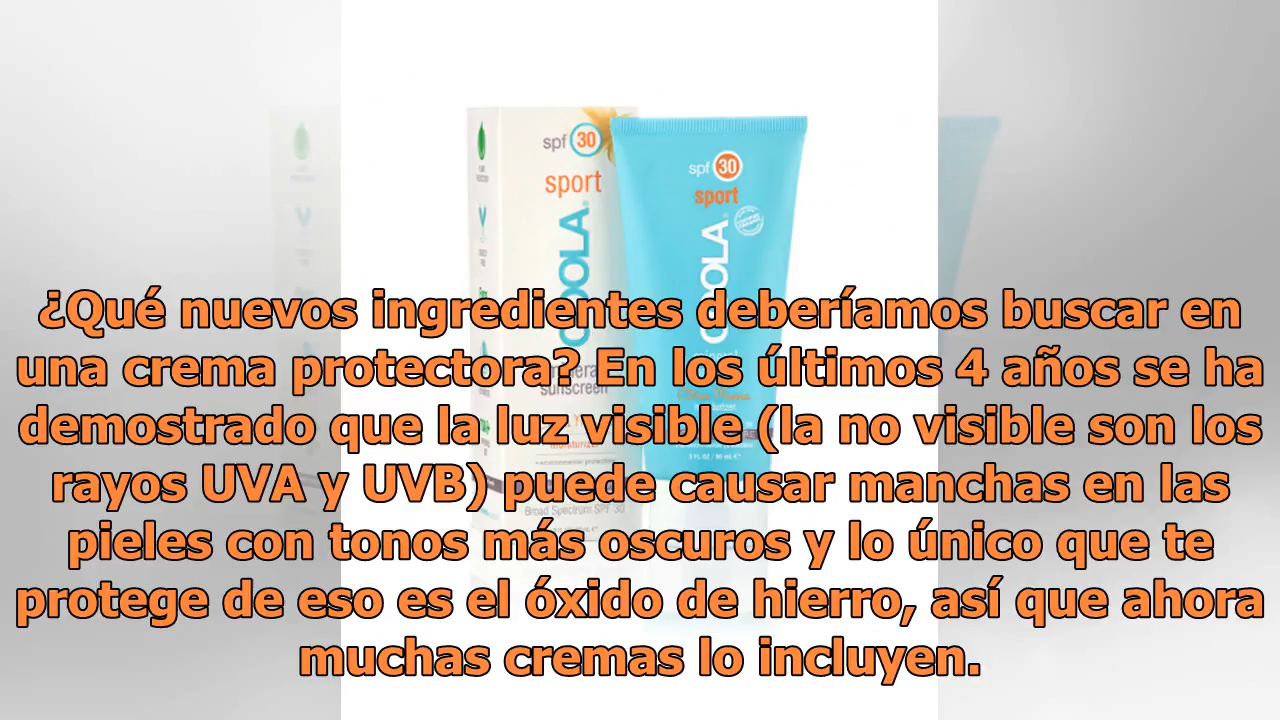 spf 30
sport
COOLA
spf 30
sport
COOLA
¿Qué nuevos ingredientes deberíamos buscar en
una crema protectora? En los últimos 4 años se ha
demostrado que la luz visible (la no visible son los
rayos UVA y UVB) puede causar manchas en las
pieles con tonos más oscuros y lo único que te
protege de eso es el óxido de hierro, así que ahora
muchas cremas lo incluyen.
sunscreen
Broad Spectrum SPF 30